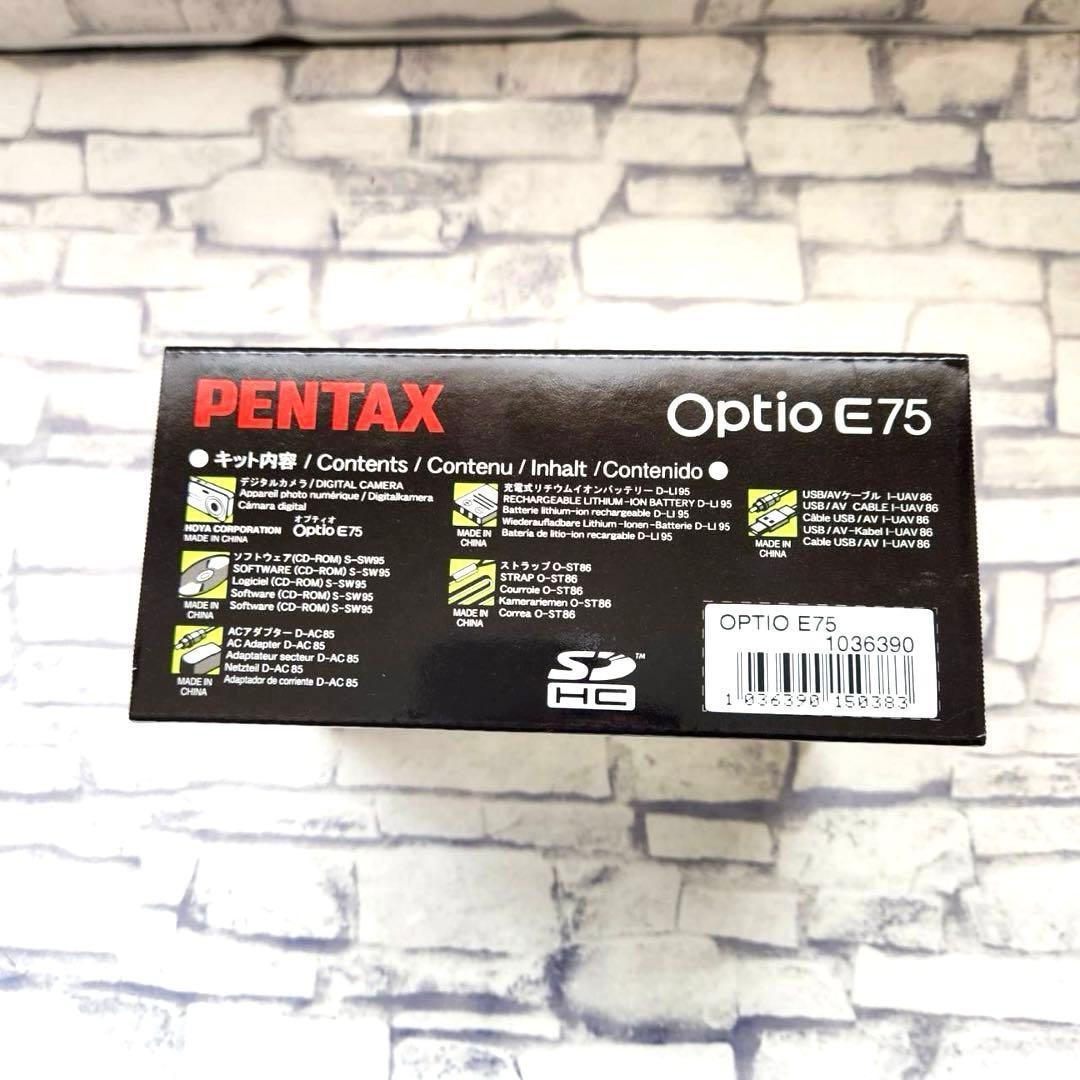 PENTAX
Optio E75
● キット内容 / Contents / Contenu / Inhalt / Contenido ●
デジタルカメラ/DIGITAL CAMERA
Appareil photo numérique / Digitalkamera
Cámara digital
オプティオ
HOYA CORPORATION Optio E75
MADE IN CHINA
ソフトウェア(CD-ROM) S-SW95
SOFTWARE (CD-ROM) S-SW95
Logiciel (CD-ROM) S-SW95
Software (CD-ROM) S-SW95
Software (CD-ROM) S-SW95
MADE IN
CHINA
ACアダプター D-AC85
AC Adapter D-AC85
Adaptateur secteur D-AC 85
Netzteil D-AC 85
Adaptador de corriente D-AC 85
MADE IN
CHINA
充電式リチウムイオンバッテリー D-LI95
RECHARGEABLE LITHIUM-ION BATTERY D-LI 95
Batterie lithium-ion rechargeable D-LI 95
Wiederaufladbare Lithium-Ionen-Batterie D-LI 95
Batería de litio-ion recargable D-LI 95
MADE IN
CHINA
ストラップ O-ST86
STRAP O-ST86
Courroie O-ST86
Kamerariemen O-ST86
Correa O-ST86
MADE IN
CHINA
USB/AVケーブル I-UAV86
USB/AV CABLE I-UAV86
Câble USB/AV I-UAV 86
USB/AV-Kabel I-UAV 86
Cable USB/AV I-UAV 86
MADE IN
CHINA
SD™
HC
OPTIO E75
1036390
1 036390 150383